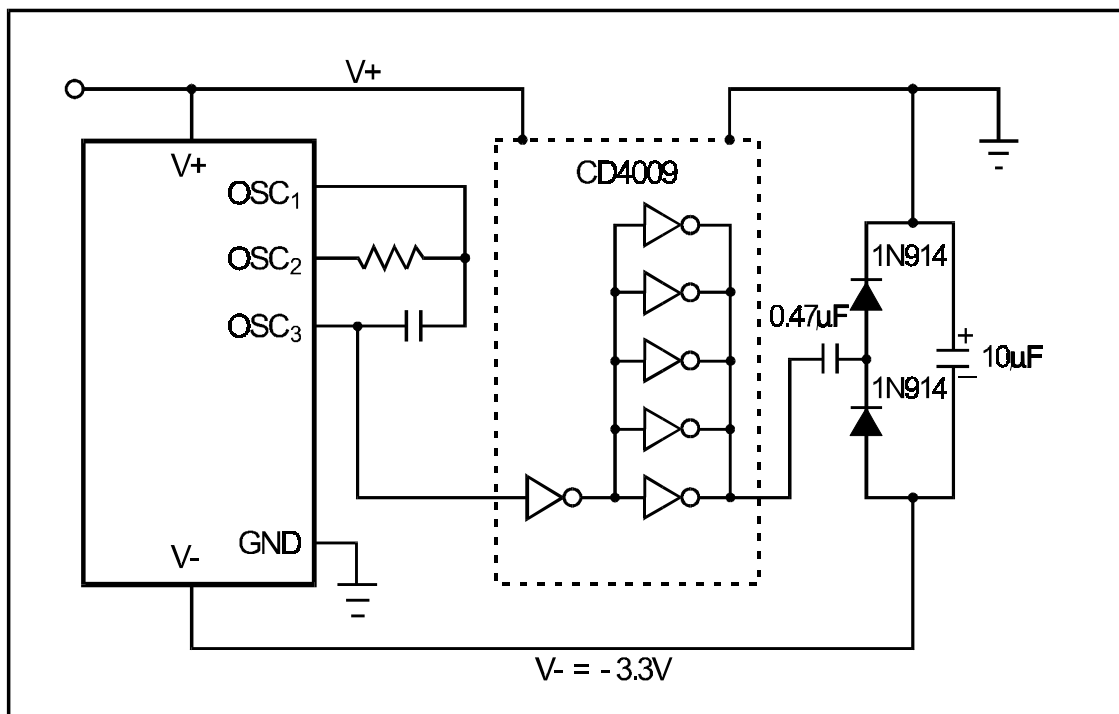 V+
V+
OSC1
OSC2
OSC3
GND
V-
CD4009
0.47µF
1N914
1N914
+
−
10µF
V- = - 3.3V